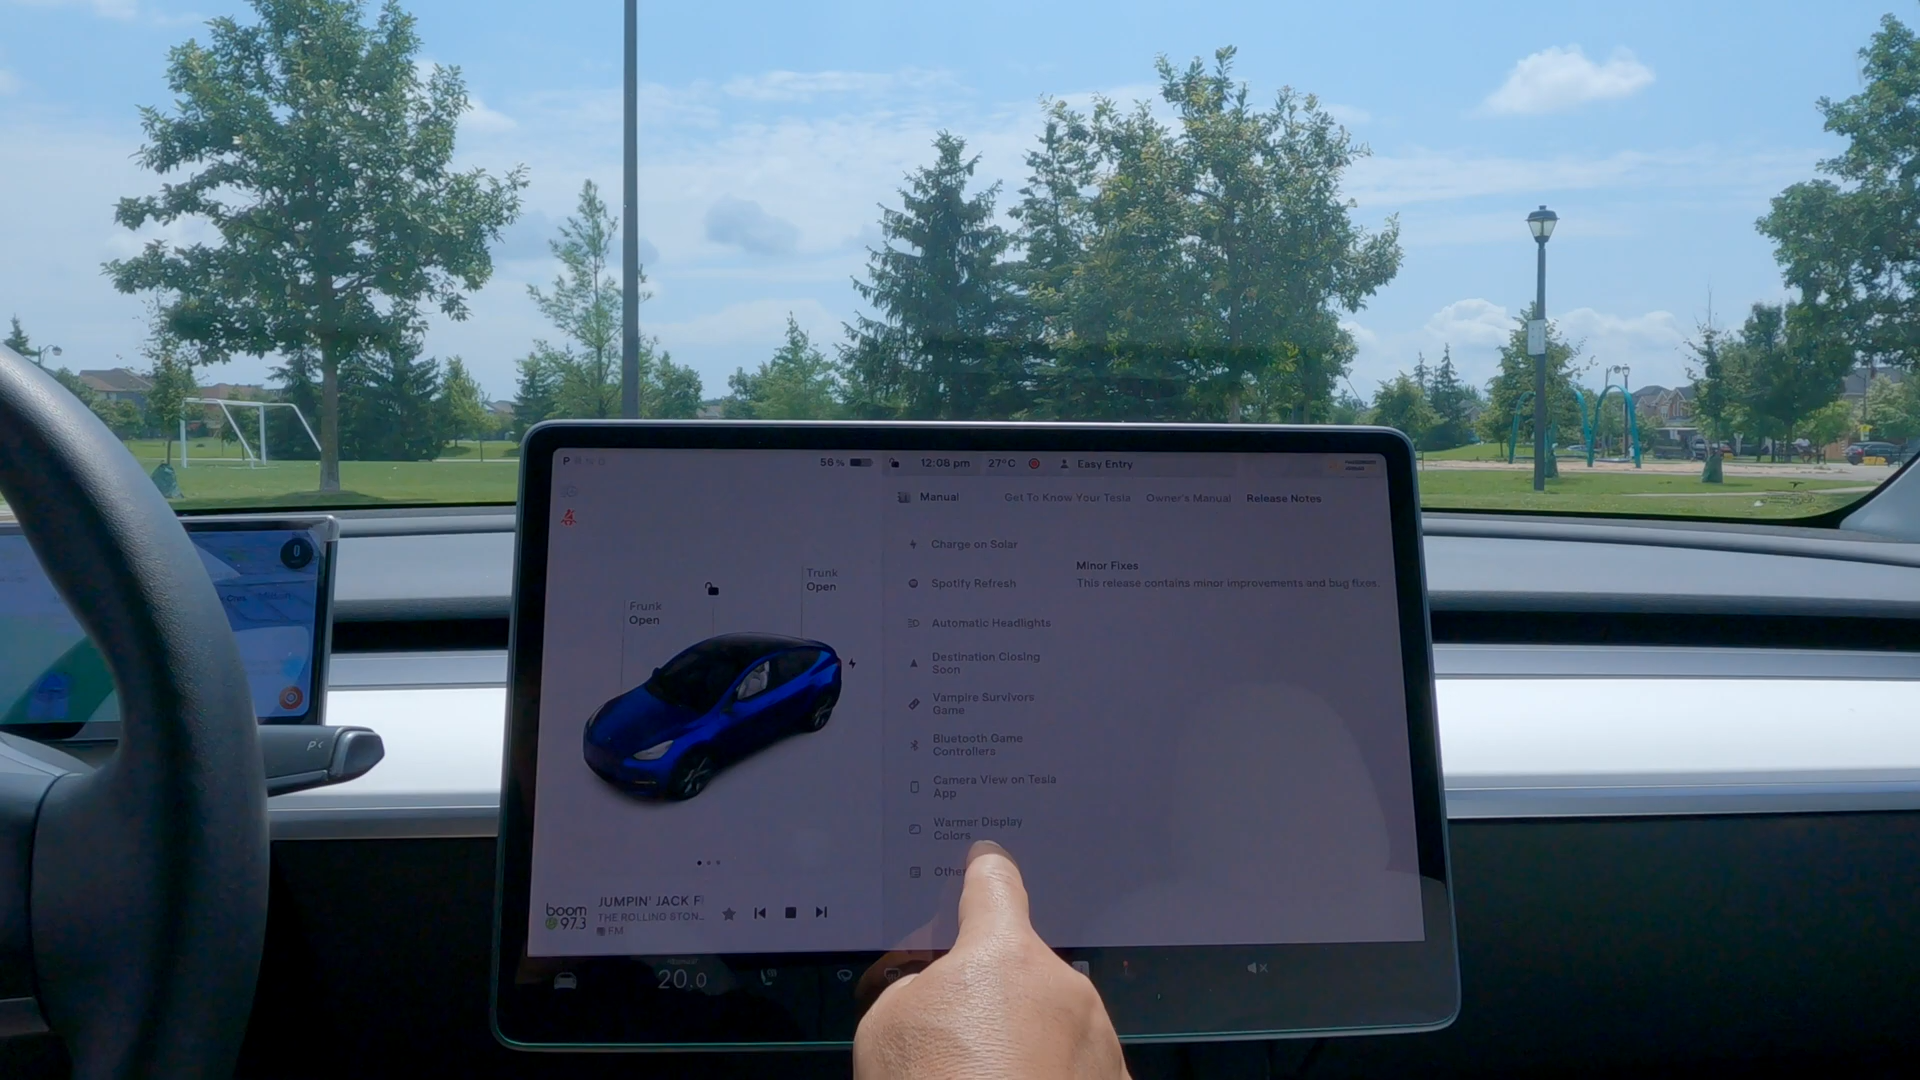 P
56 %
12:08 pm
27°C
Easy Entry
Manual
Get To Know Your Tesla
Owner's Manual
Release Notes
Charge on Solar
Minor Fixes
This release contains minor improvements and bug fixes.
Spotify Refresh
Automatic Headlights
Destination Closing
Soon
Vampire Survivors
Game
Bluetooth Game
Controllers
Camera View on Tesla
App
Warmer Display
Colors
Trunk
Open
Frunk
Open
JUMPIN' JACK
THE ROLLING STON...
FM
boom
97.3
20.0
P
0